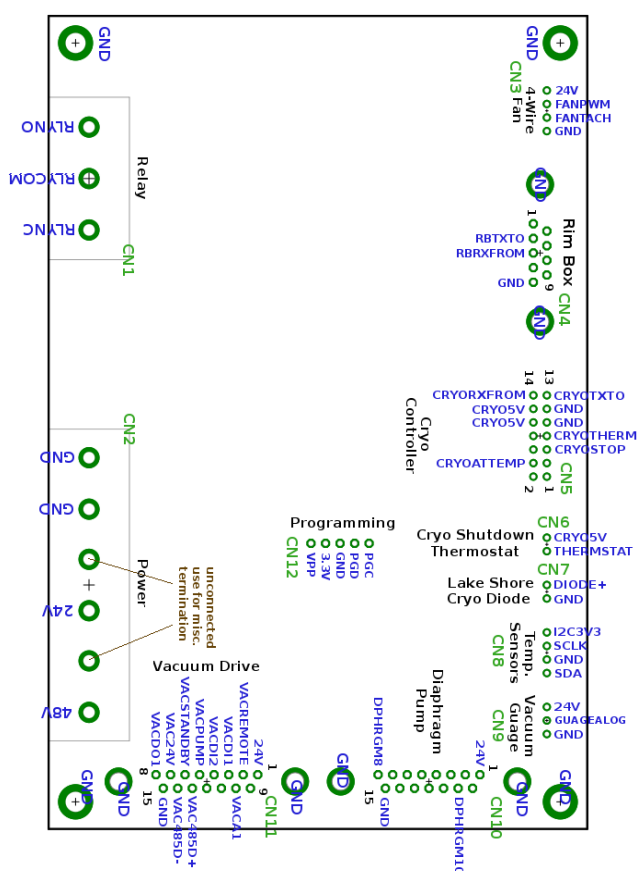 GND
GND
CN3
4-Wire
Fan
24V
FANPWM
FANTACH
GND
RLYNO
RLYCOM
RLYNC
Relay
CN1
GND
1
RBTXTO
RBRXFROM
GND
9
Rim Box
CN4
GND
14
13
CRYORXFROM
CRYOTXTO
CRYO5V
GND
CRYO5V
GND
CRYOTHERM
CRYOSTOP
CRYOATTEMP
2
1
Cryo
Controller
CN5
CN2
GND
GND
24V
48V
Power
unconnected
use for misc.
termination
Programming
CN12
VPP
3.3V
GND
PGD
PGC
CN6
Cryo Shutdown
Thermostat
CRYO5V
THERMSTAT
CN7
Lake Shore
Cryo Diode
DIODE+
GND
CN8
Temp.
Sensors
I2C3V3
SCLK
GND
SDA
CN9
Vacuum
Guage
24V
GUAGEALOG
GND
Vacuum Drive
VACDO1
VAC24V
VACSTANDBY
VACPUMP
VACDI2
VACDI1
VACREMOTE
24V
1
8
15
9
GND
VAC485D-
VAC485D+
VACA1
CN11
Diaphragm
Pump
DPHRGM8
24V
1
15
GND
DPHRGM10
CN10
GND
GND
GND
GND
GND
GND